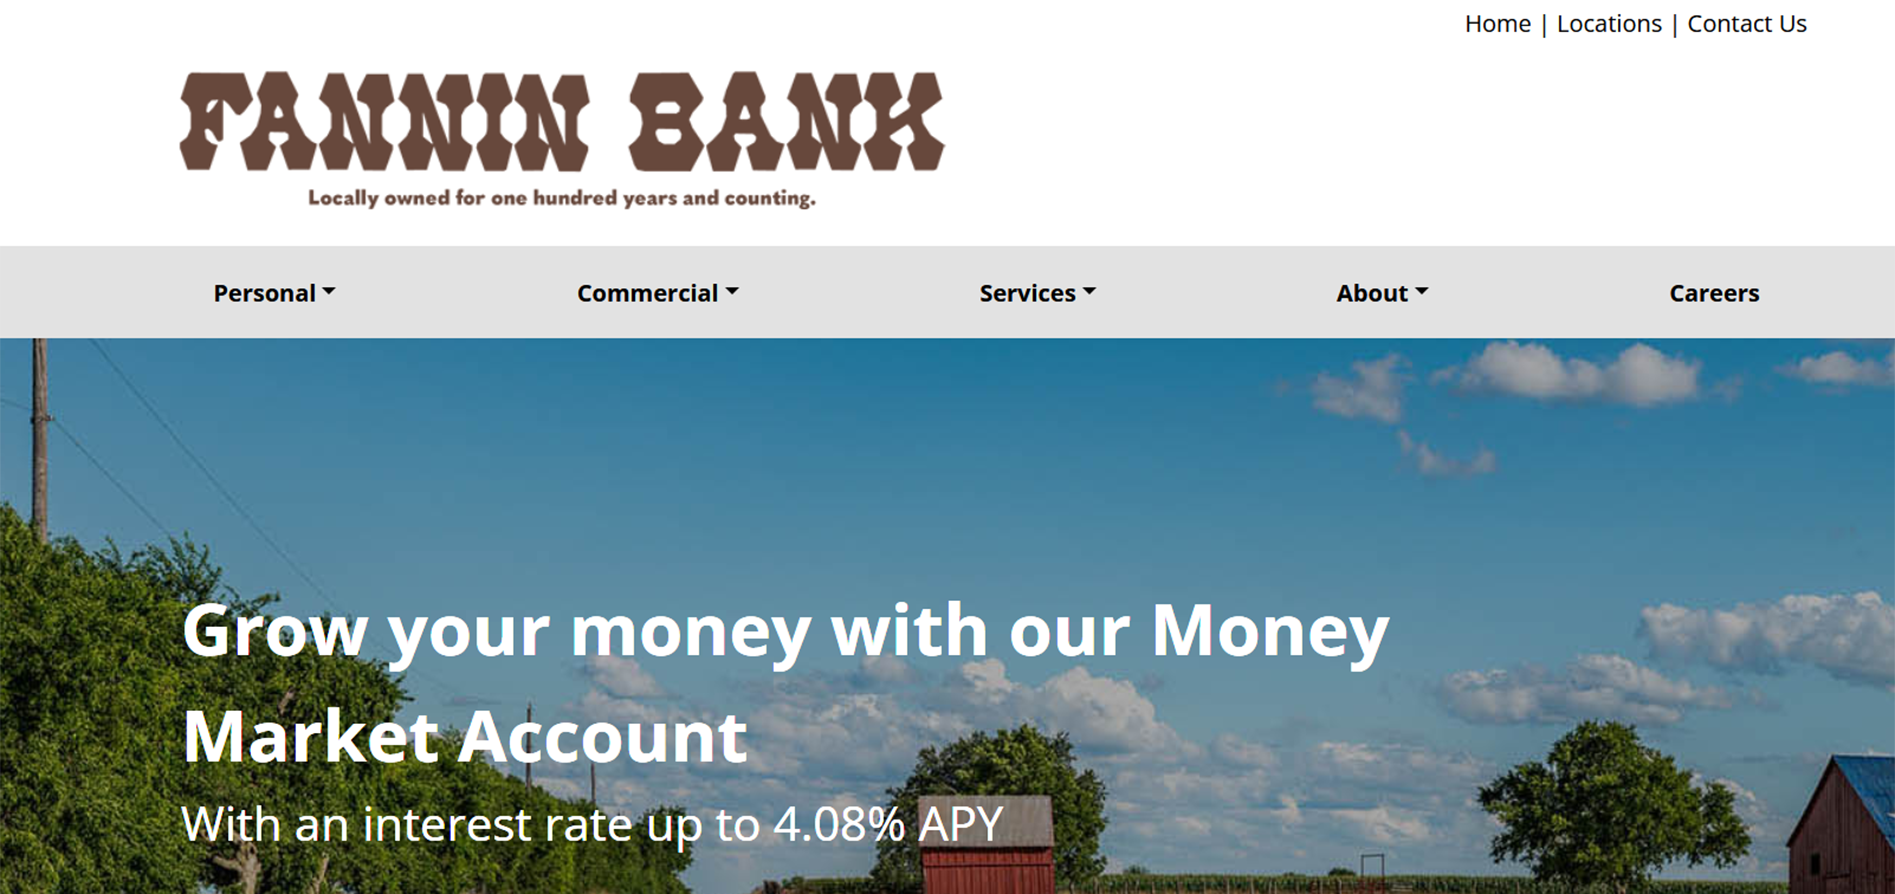 Home | Locations | Contact Us
FANNIN BANK
Locally owned for one hundred years and counting.
Personal Commercial Services About Careers
Grow your money with our Money
Market Account
With an interest rate up to 4.08% APY